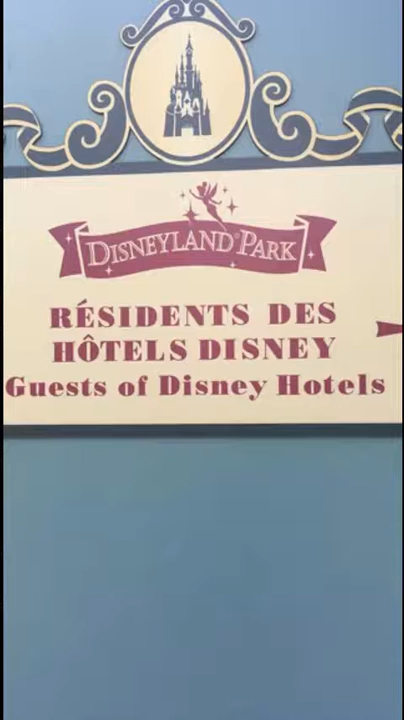 DISNEYLAND® PARK
RÉSIDENTS DES
HÔTELS DISNEY
Guests of Disney Hotels